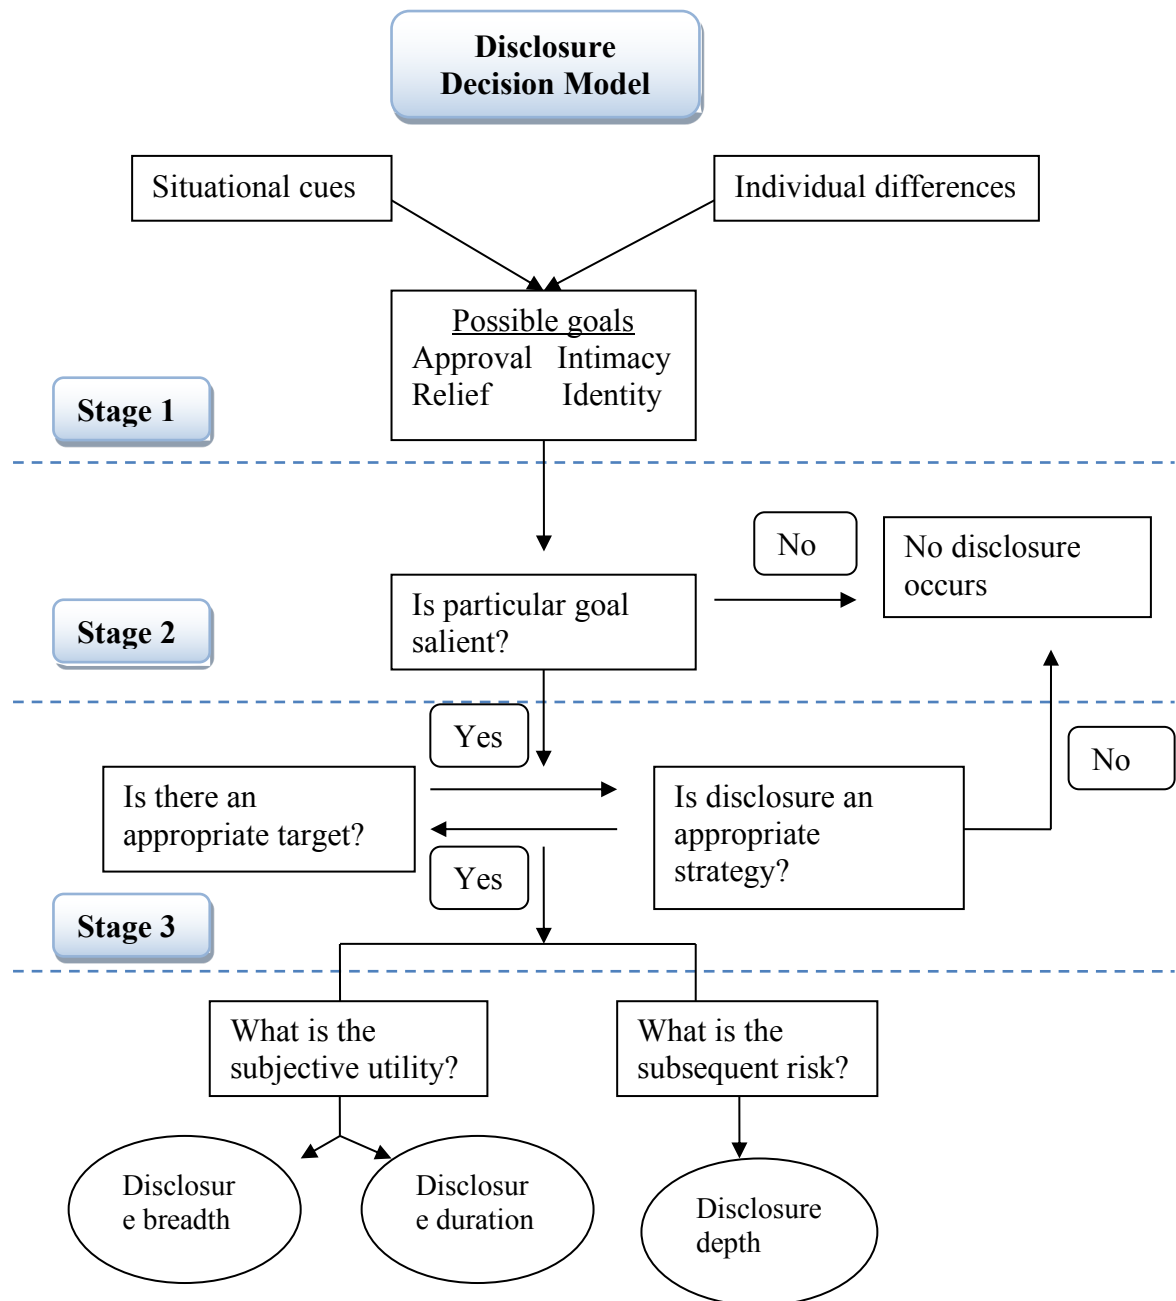 Disclosure
Decision Model
Situational cues
Individual differences
Possible goals
Approval Intimacy
Relief Identity
Stage 1
No
No disclosure
occurs
Is particular goal
salient?
Stage 2
Yes
No
Is there an
appropriate target?
Is disclosure an
appropriate
strategy?
Yes
Stage 3
What is the
subjective utility?
What is the
subsequent risk?
Disclosur
e breadth
Disclosur
e duration
Disclosure
depth